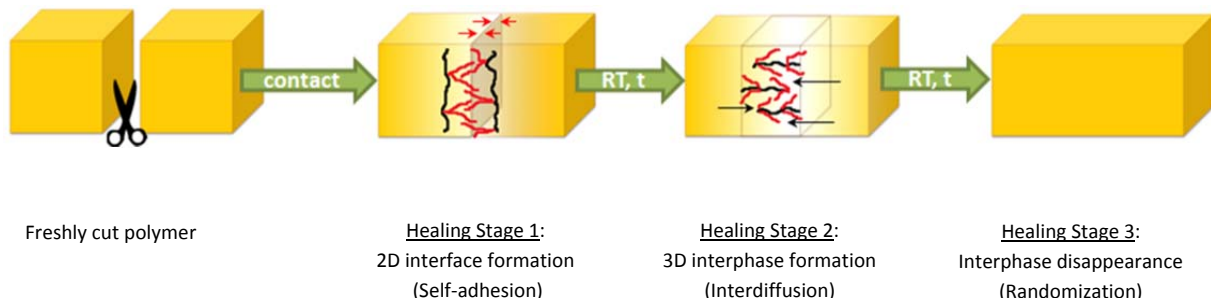 contact
RT, t
RT, t
Freshly cut polymer
Healing Stage 1:
2D interface formation
(Self-adhesion)
Healing Stage 2:
3D interphase formation
(Interdiffusion)
Healing Stage 3:
Interphase disappearance
(Randomization)